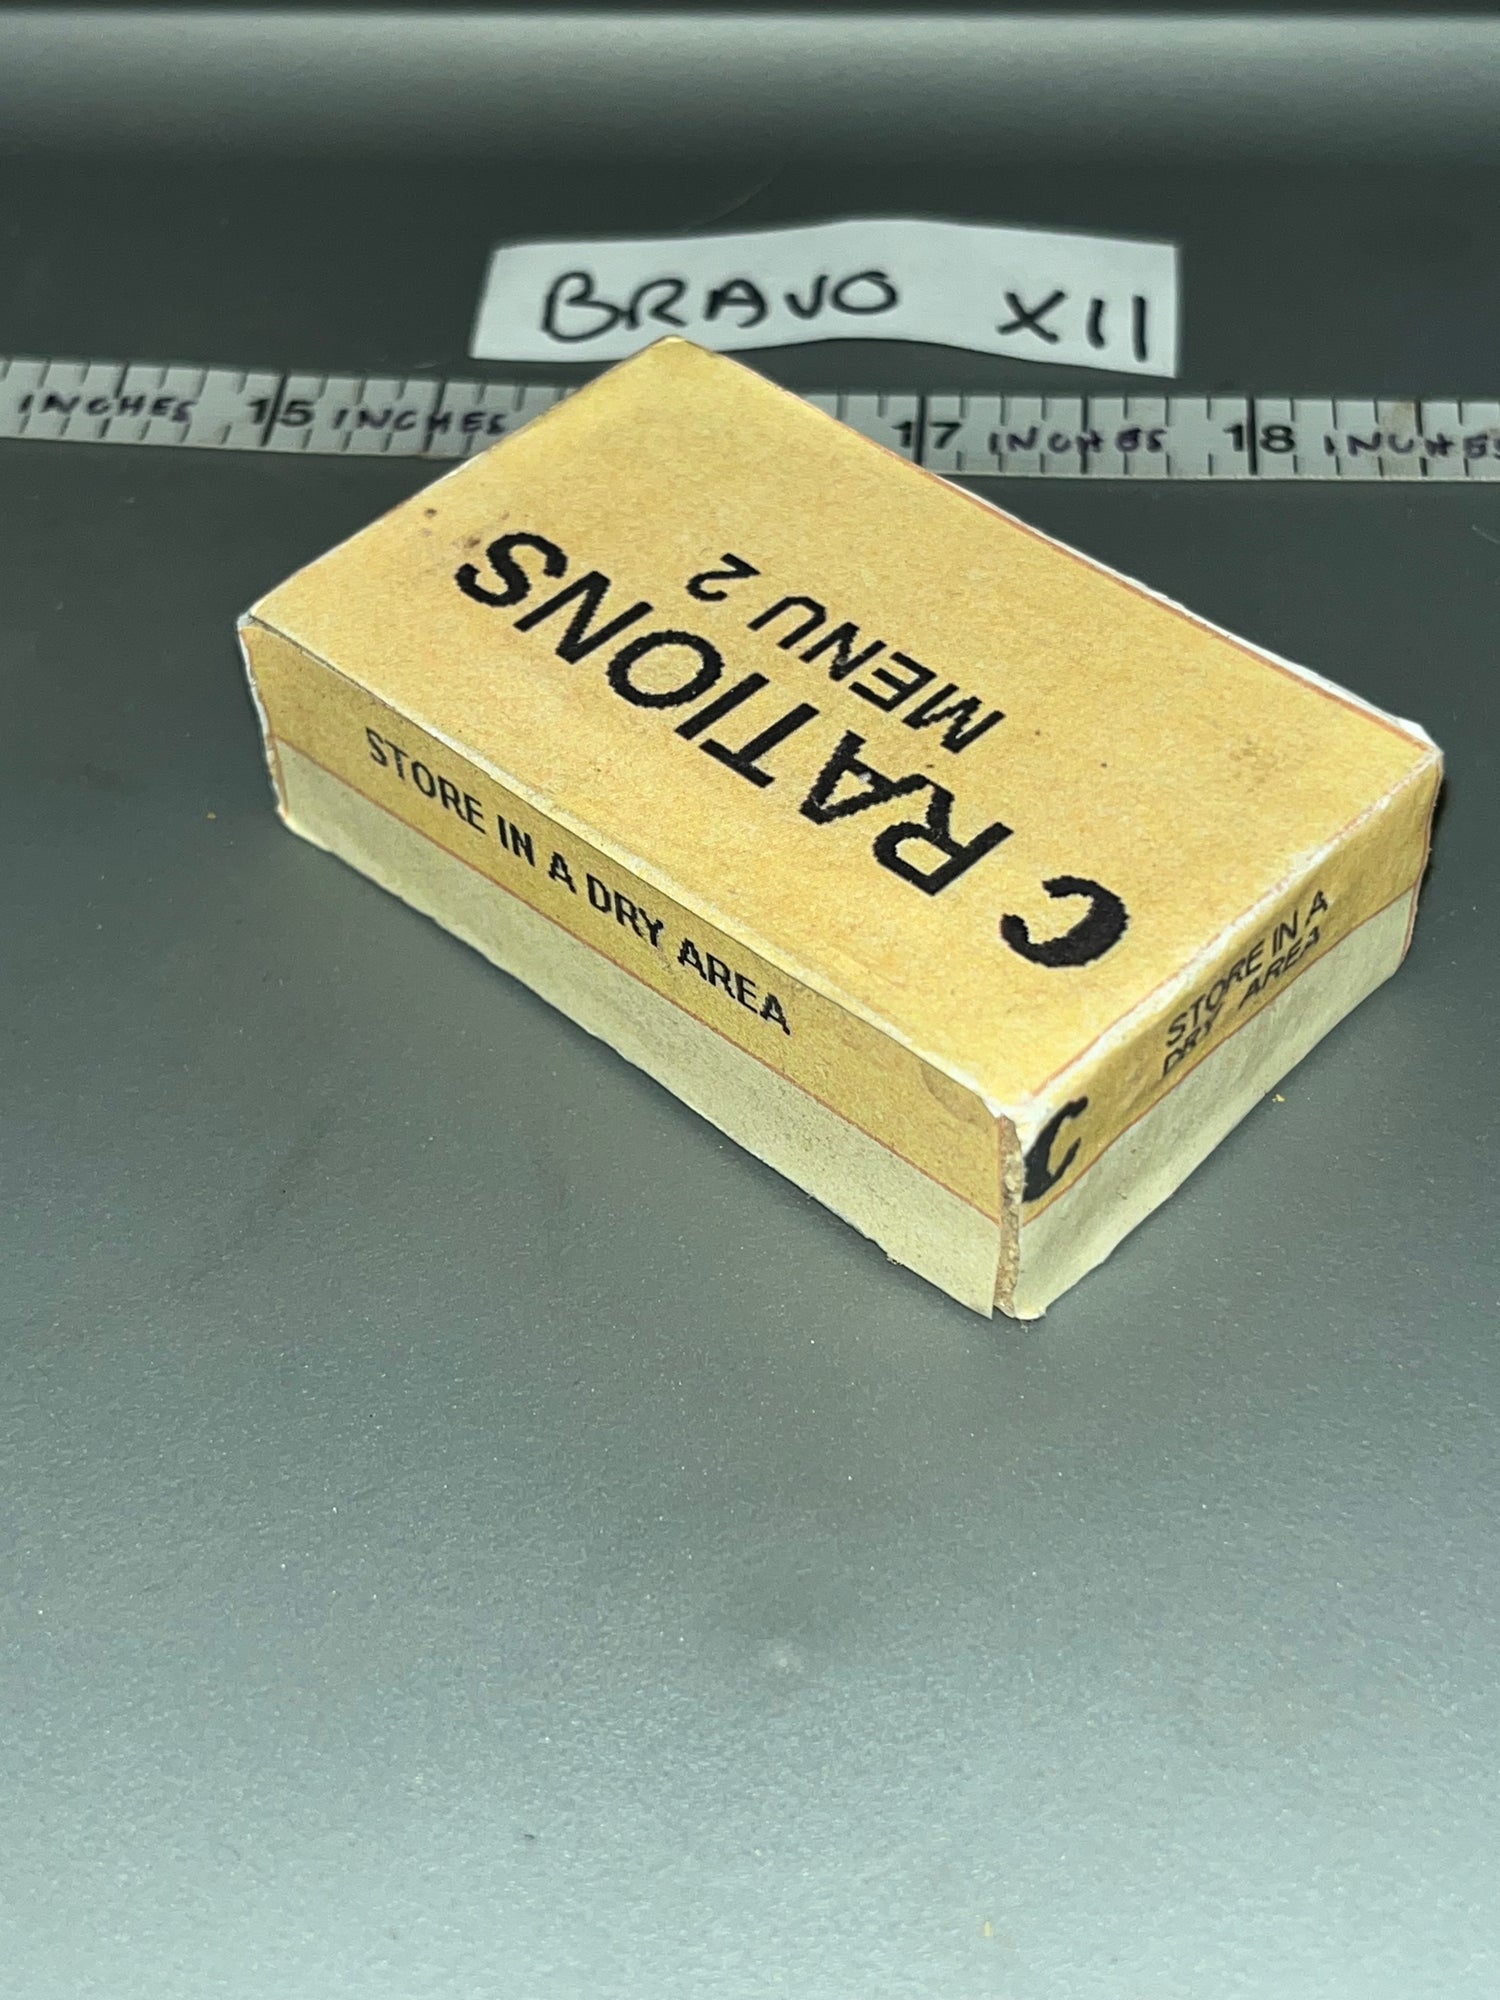 BRAVO XII
INCHES 15 INCHES 17 INCHES 18 INCHES
C RATIONS
MENU 2
STORE IN A DRY AREA
STORE IN A
DRY AREA
C